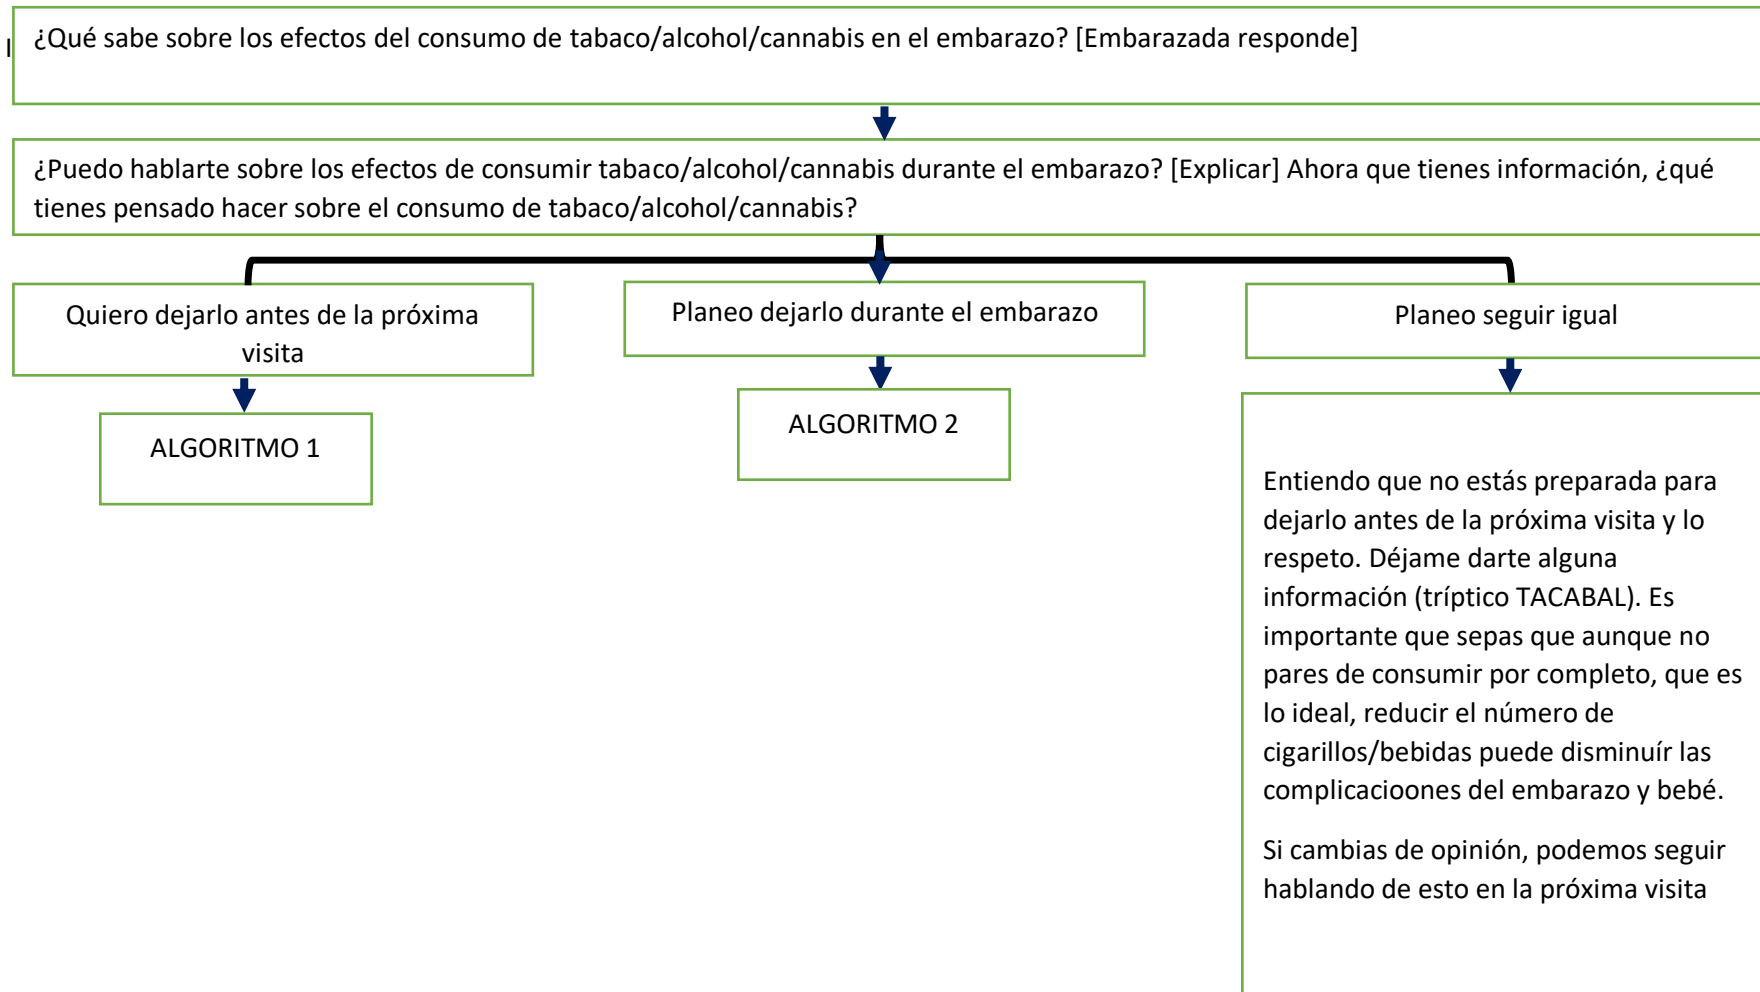 ¿Qué sabe sobre los efectos del consumo de tabaco/alcohol/cannabis en el embarazo? [Embarazada responde]
¿Puedo hablarte sobre los efectos de consumir tabaco/alcohol/cannabis durante el embarazo? [Explicar] Ahora que tienes información, ¿qué
tienes pensado hacer sobre el consumo de tabaco/alcohol/cannabis?
Quiero dejarlo antes de la próxima
visita
Planeo dejarlo durante el embarazo
Planeo seguir igual
ALGORITMO 1
ALGORITMO 2
Entiendo que no estás preparada para
dejarlo antes de la próxima visita y lo
respeto. Déjame darte alguna
información (tríptico TACABAL). Es
importante que sepas que aunque no
pares de consumir por completo, que es
lo ideal, reducir el número de
cigarillos/bebidas puede disminuír las
complicacioones del embarazo y bebé.
Si cambias de opinión, podemos seguir
hablando de esto en la próxima visita